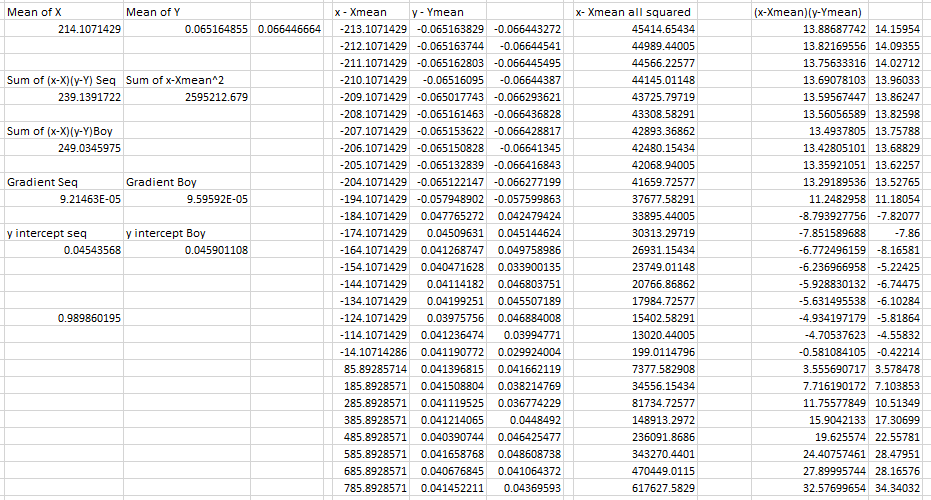 Mean of X Mean of Y x - Xmean y - Ymean x- Xmean all squared (x-Xmean)(y-Ymean)
214.1071429 0.065164855 0.066446664 -213.1071429 -0.065163829 -0.066443272 45414.65434 13.88687742 14.15954
-212.1071429 -0.065163744 -0.06644541 44989.44005 13.82169556 14.09355
-211.1071429 -0.065162803 -0.066445495 44566.22577 13.75633316 14.02712
Sum of (x-X)(y-Y) Seq Sum of x-Xmean^2 -210.1071429 -0.06516095 -0.06644387 44145.01148 13.69078103 13.96033
239.1391722 2595212.679 -209.1071429 -0.065017743 -0.066293621 43725.79719 13.59567447 13.86247
-208.1071429 -0.065161463 -0.066436828 43308.58291 13.56056589 13.82598
Sum of (x-X)(y-Y)Boy -207.1071429 -0.065153622 -0.066428817 42893.36862 13.4937805 13.75788
249.0345975 -206.1071429 -0.065150828 -0.06641345 42480.15434 13.42805101 13.68829
-205.1071429 -0.065132839 -0.066416843 42068.94005 13.35921051 13.62257
Gradient Seq Gradient Boy -204.1071429 -0.065122147 -0.066277199 41659.72577 13.29189536 13.52765
9.21463E-05 9.59592E-05 -194.1071429 -0.057948902 -0.057599863 37677.58291 11.2482958 11.18054
-184.1071429 0.047765272 0.042479424 33895.44005 -8.793927756 -7.82077
y intercept seq y intercept Boy -174.1071429 0.04509631 0.045144624 30313.29719 -7.851589688 -7.86
0.04543568 0.045901108 -164.1071429 0.041268747 0.049758986 26931.15434 -6.772496159 -8.16581
-154.1071429 0.040471628 0.033900135 23749.01148 -6.236966958 -5.22425
-144.1071429 0.04114182 0.046803751 20766.86862 -5.928830132 -6.74475
-134.1071429 0.04199251 0.045507189 17984.72577 -5.631495538 -6.10284
0.989860195 -124.1071429 0.03975756 0.046884008 15402.58291 -4.934197179 -5.81864
-114.1071429 0.041236474 0.03994771 13020.44005 -4.70537623 -4.55832
-14.10714286 0.041190772 0.029924004 199.0114796 -0.581084105 -0.42214
85.89285714 0.041396815 0.041662119 7377.582908 3.555690717 3.578478
185.8928571 0.041508804 0.038214769 34556.15434 7.716190172 7.103853
285.8928571 0.041119525 0.036774229 81734.72577 11.75577849 10.51349
385.8928571 0.041214065 0.0448492 148913.2972 15.9042133 17.30699
485.8928571 0.040390744 0.046425477 236091.8686 19.625574 22.55781
585.8928571 0.041658768 0.048608738 343270.4401 24.40757461 28.47951
685.8928571 0.040676845 0.041064372 470449.0115 27.89995744 28.16576
785.8928571 0.041452211 0.04369593 617627.5829 32.57699654 34.34032